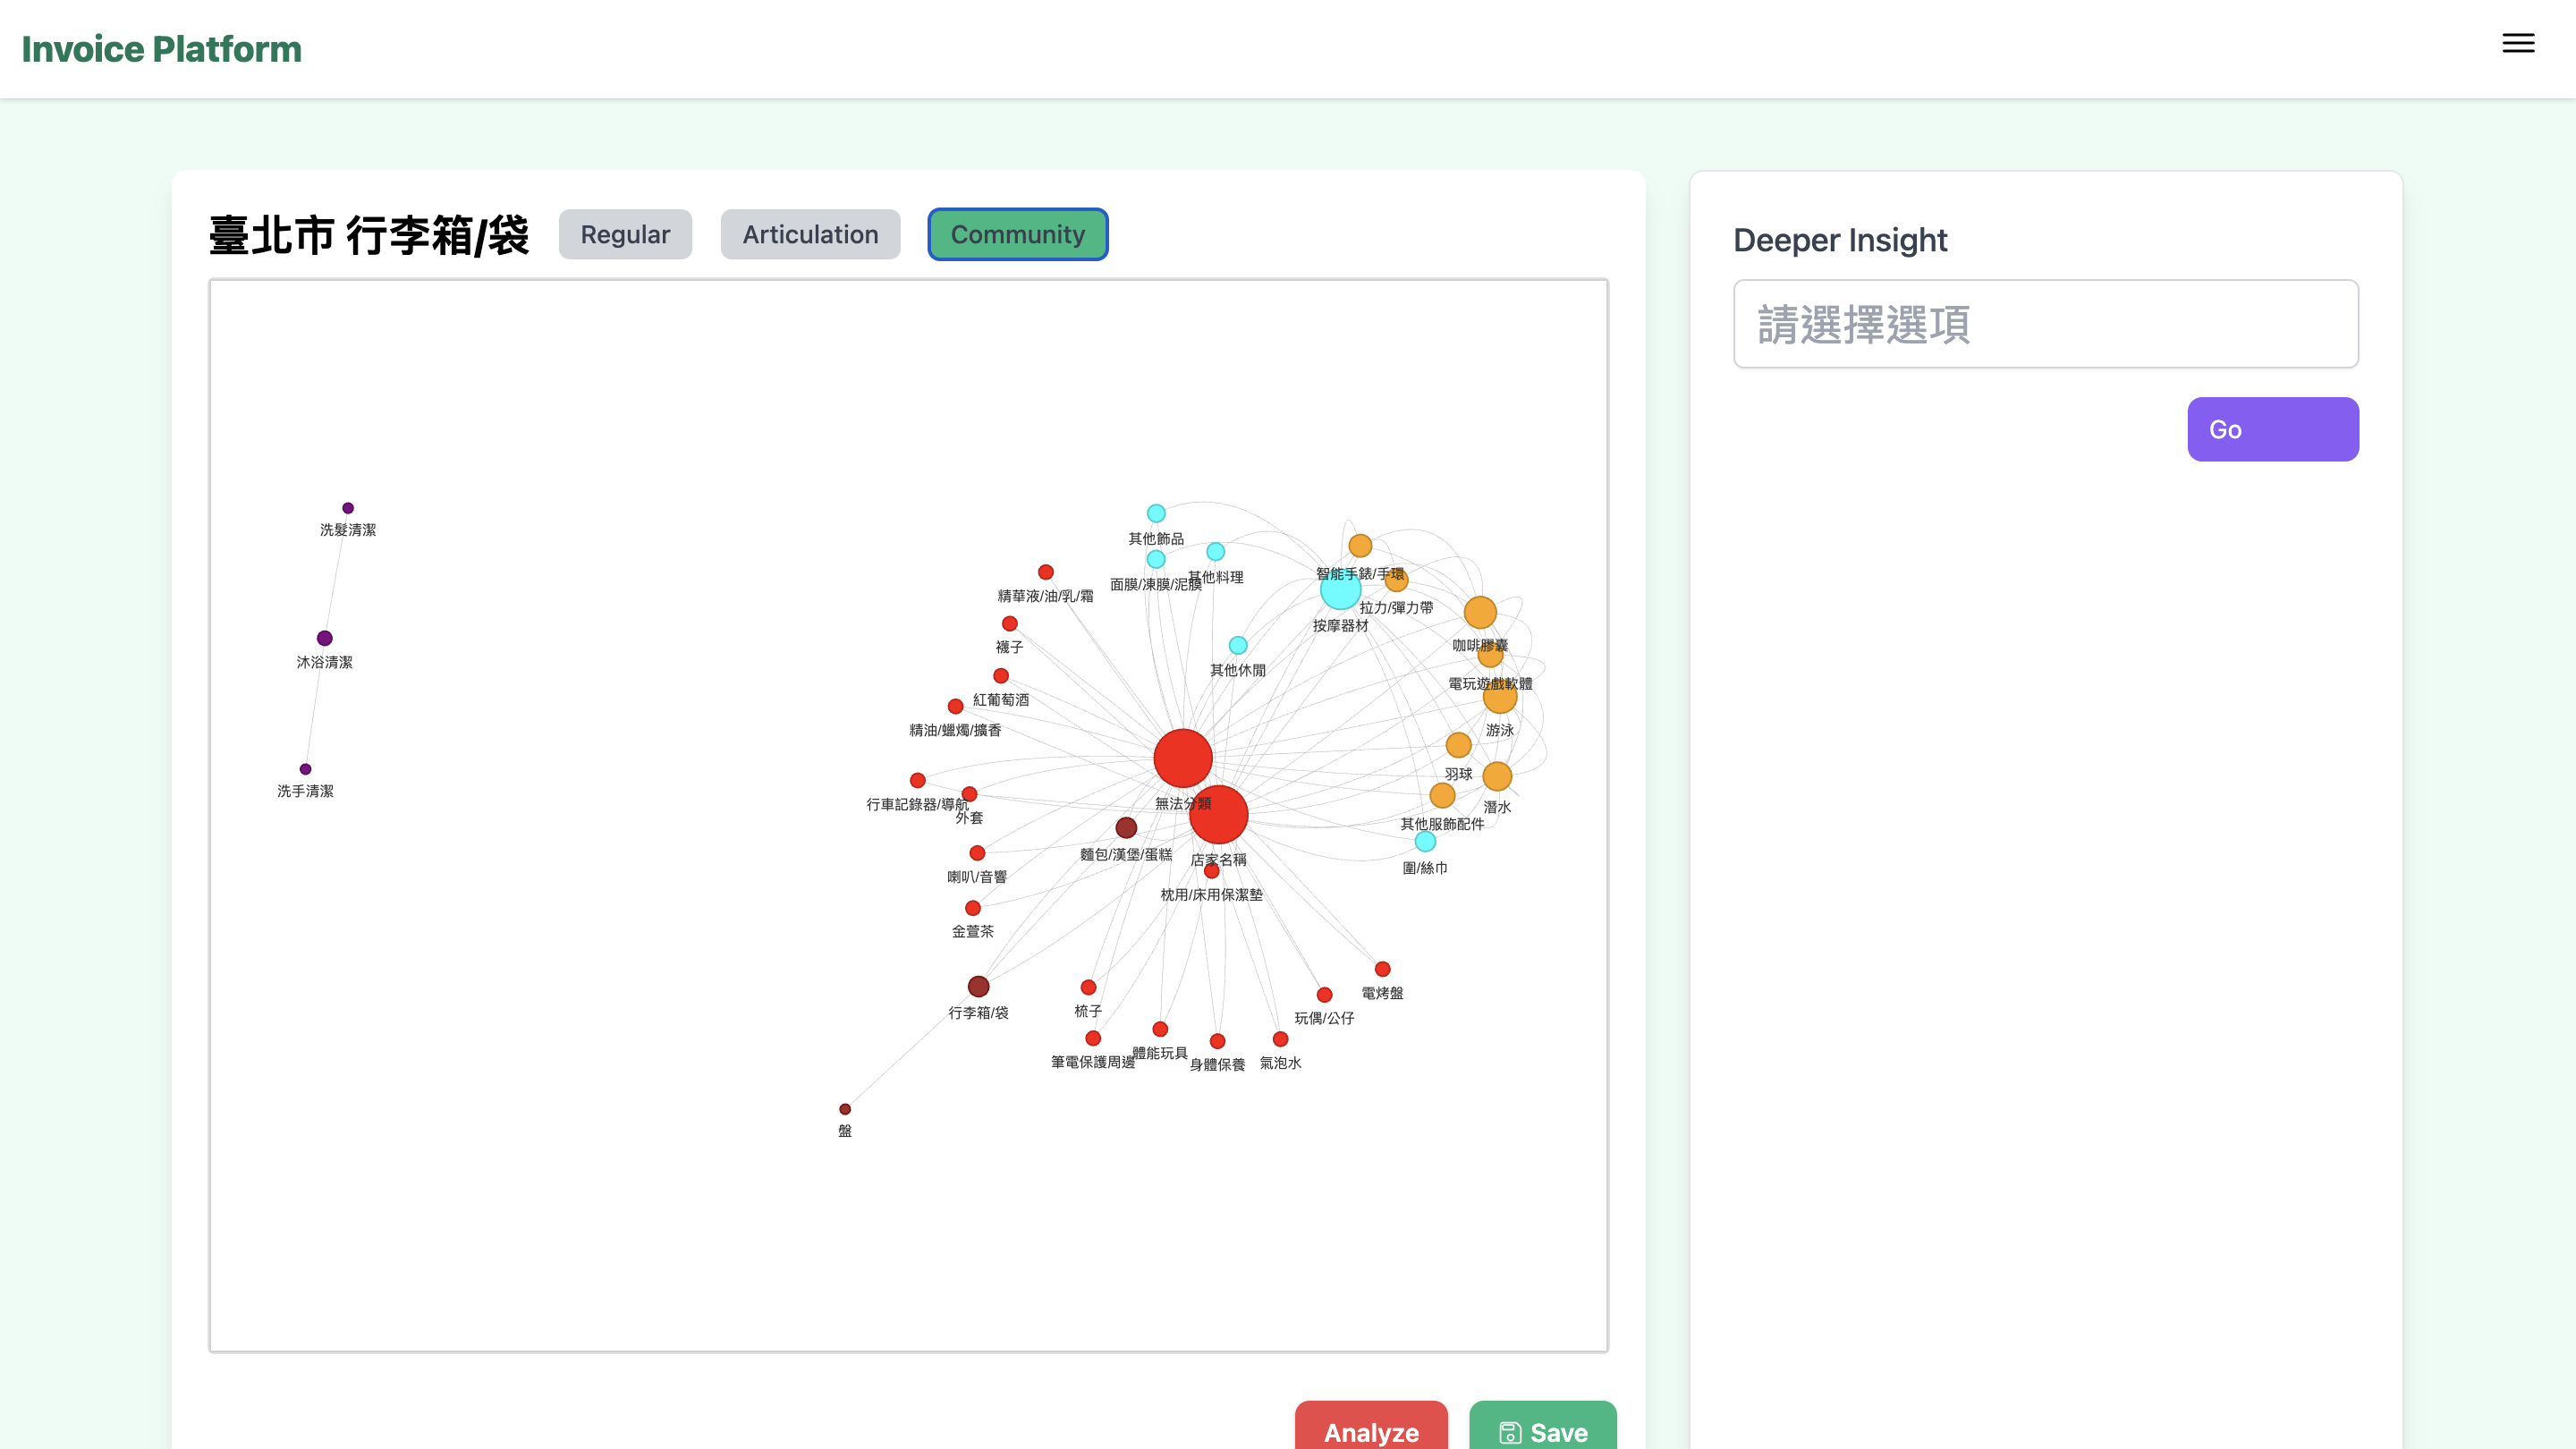 Invoice Platform
臺北市 行李箱/袋
Regular
Articulation
Community
Deeper Insight
請選擇選項
Go
洗髮清潔
沐浴清潔
洗手清潔
其他飾品
面膜/凍膜/泥膜
其他料理
精華液/油/乳/霜
襪子
紅葡萄酒
精油/蠟燭/擴香
智能手錶/手環
拉力/彈力帶
按摩器材
咖啡膠囊
其他休閒
電玩遊戲軟體
游泳
羽球
潛水
其他服飾配件
圍/絲巾
行車記錄器/導航
外套
無法分類
麵包/漢堡/蛋糕
店家名稱
喇叭/音響
枕用/床用保潔墊
金萱茶
行李箱/袋
梳子
電烤盤
玩偶/公仔
筆電保護周邊
體能玩具
身體保養
氣泡水
盤
Analyze
Save